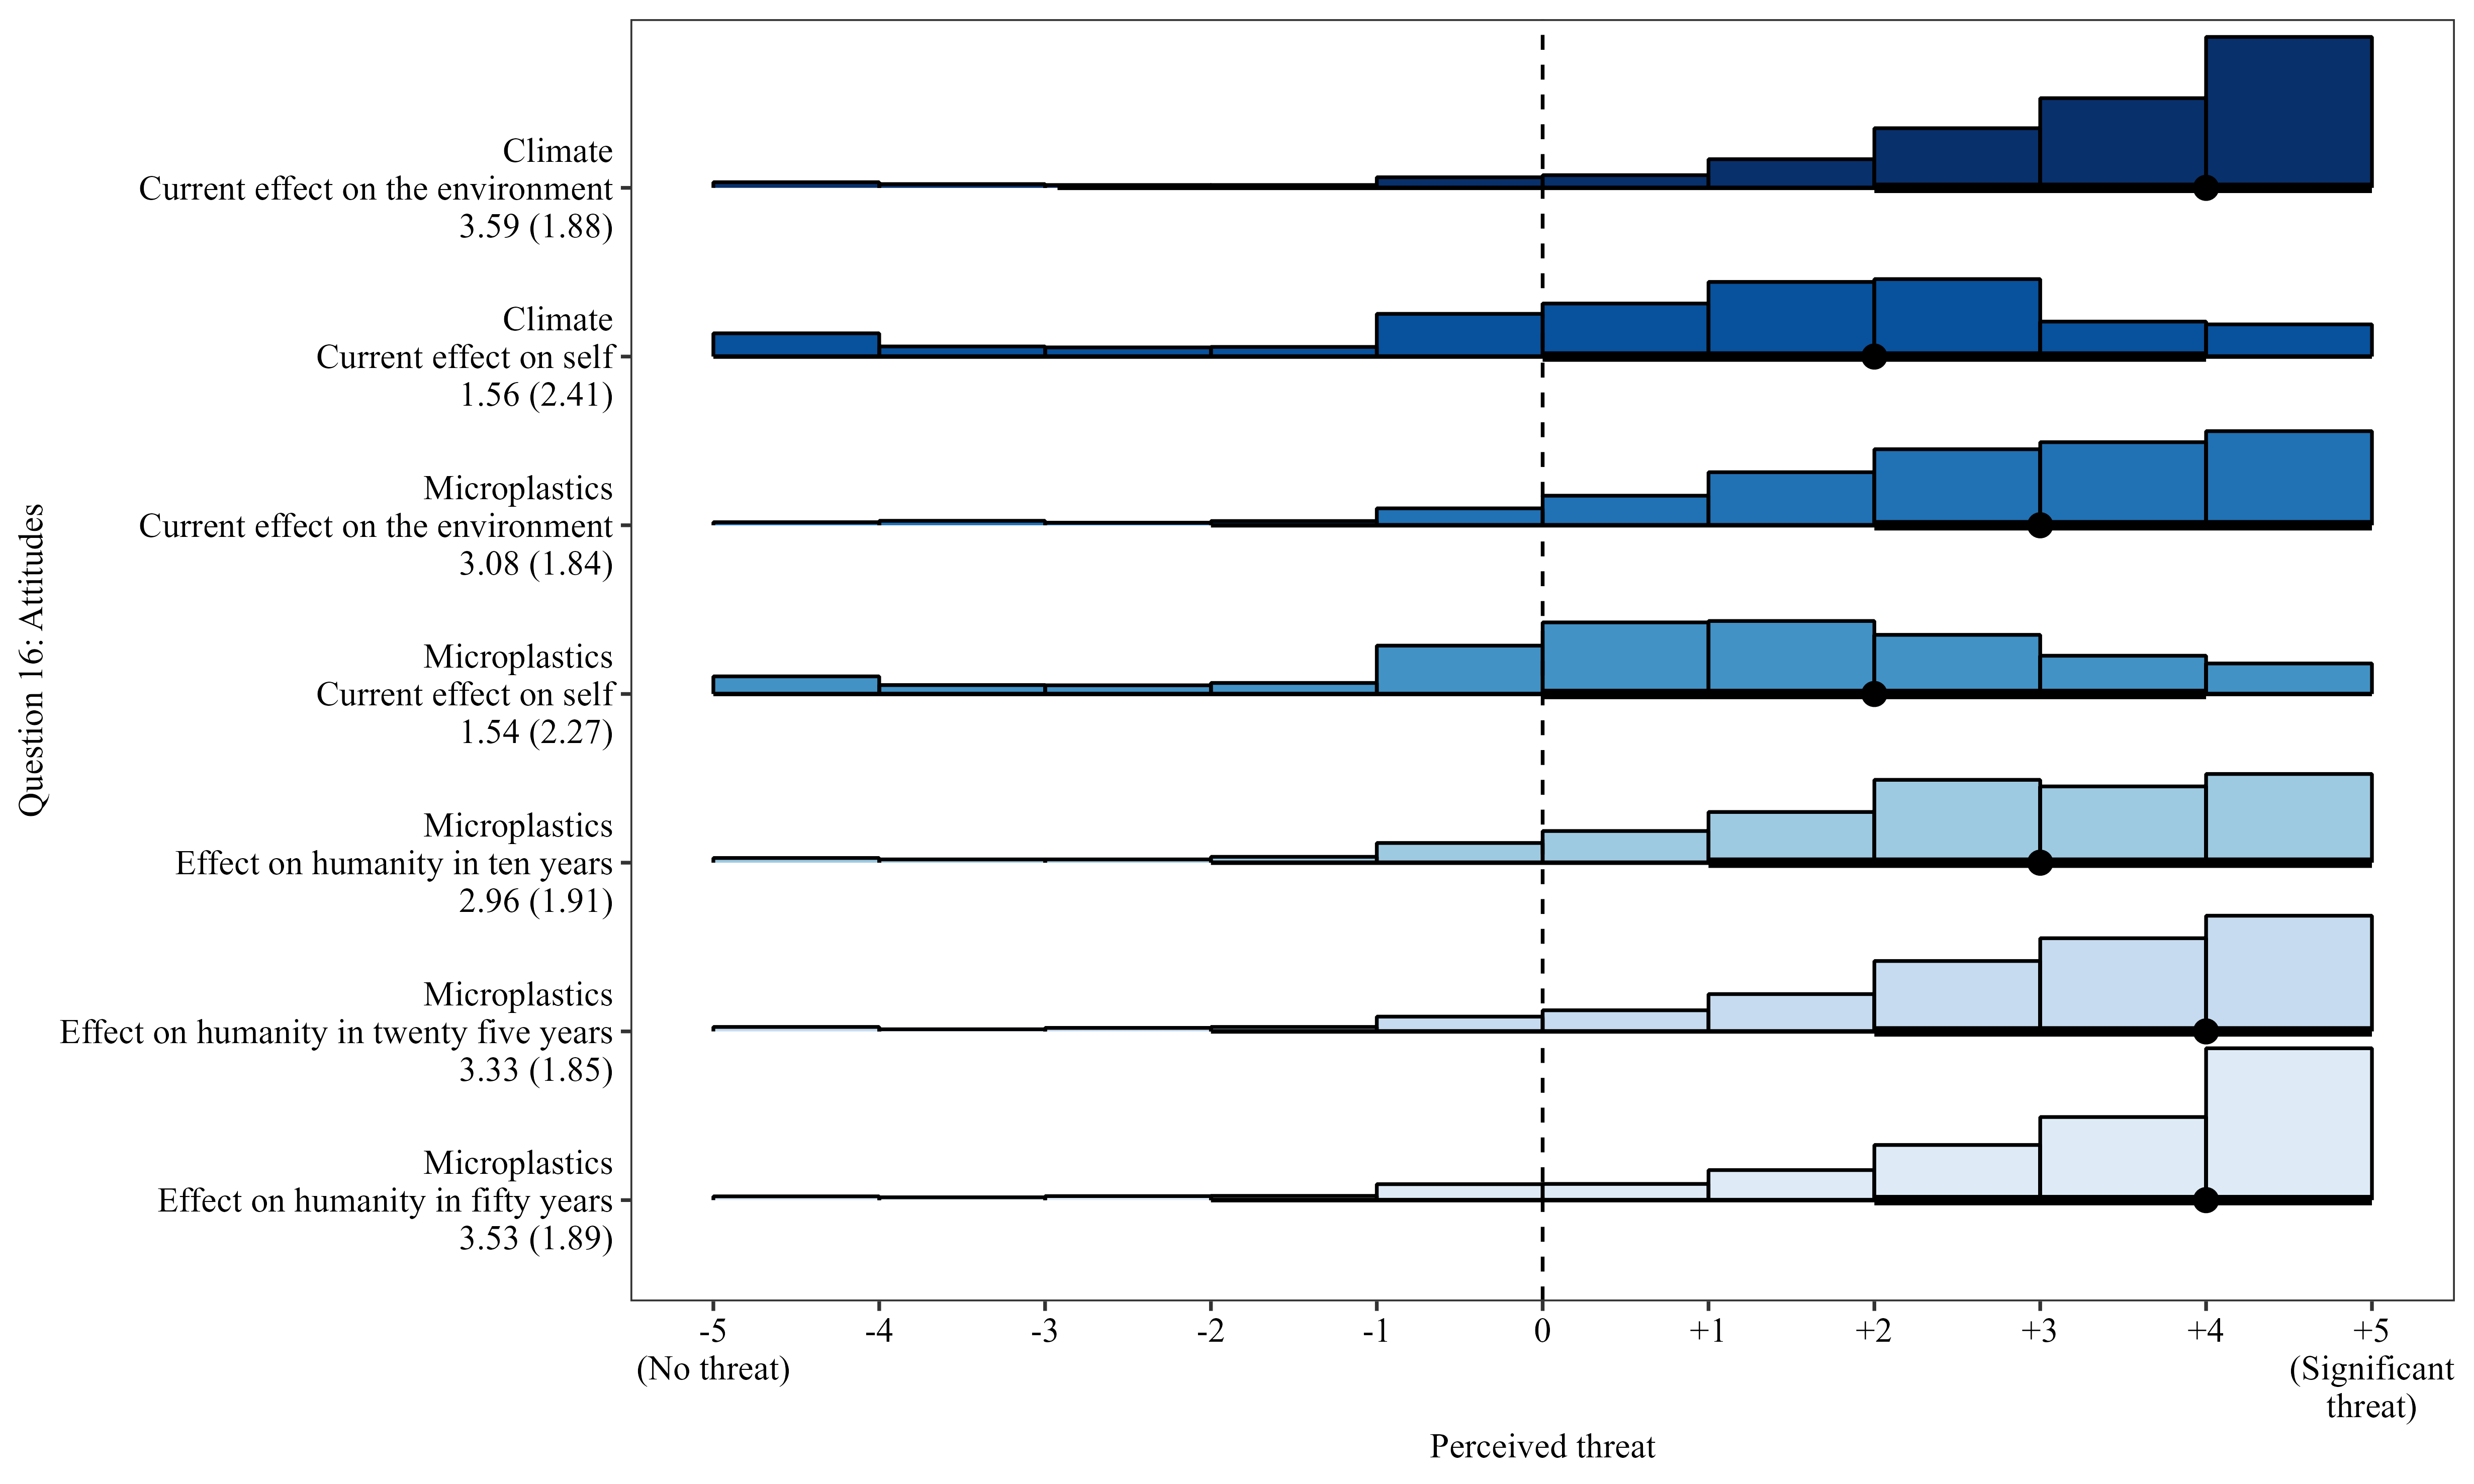 Question 16: Attitudes
Climate
Current effect on the environment
3.59 (1.88)
Climate
Current effect on self
1.56 (2.41)
Microplastics
Current effect on the environment
3.08 (1.84)
Microplastics
Current effect on self
1.54 (2.27)
Microplastics
Effect on humanity in ten years
2.96 (1.91)
Microplastics
Effect on humanity in twenty five years
3.33 (1.85)
Microplastics
Effect on humanity in fifty years
3.53 (1.89)
-5 -4 -3 -2 -1 0 +1 +2 +3 +4 +5
(No threat) (Significant
threat)
Perceived threat